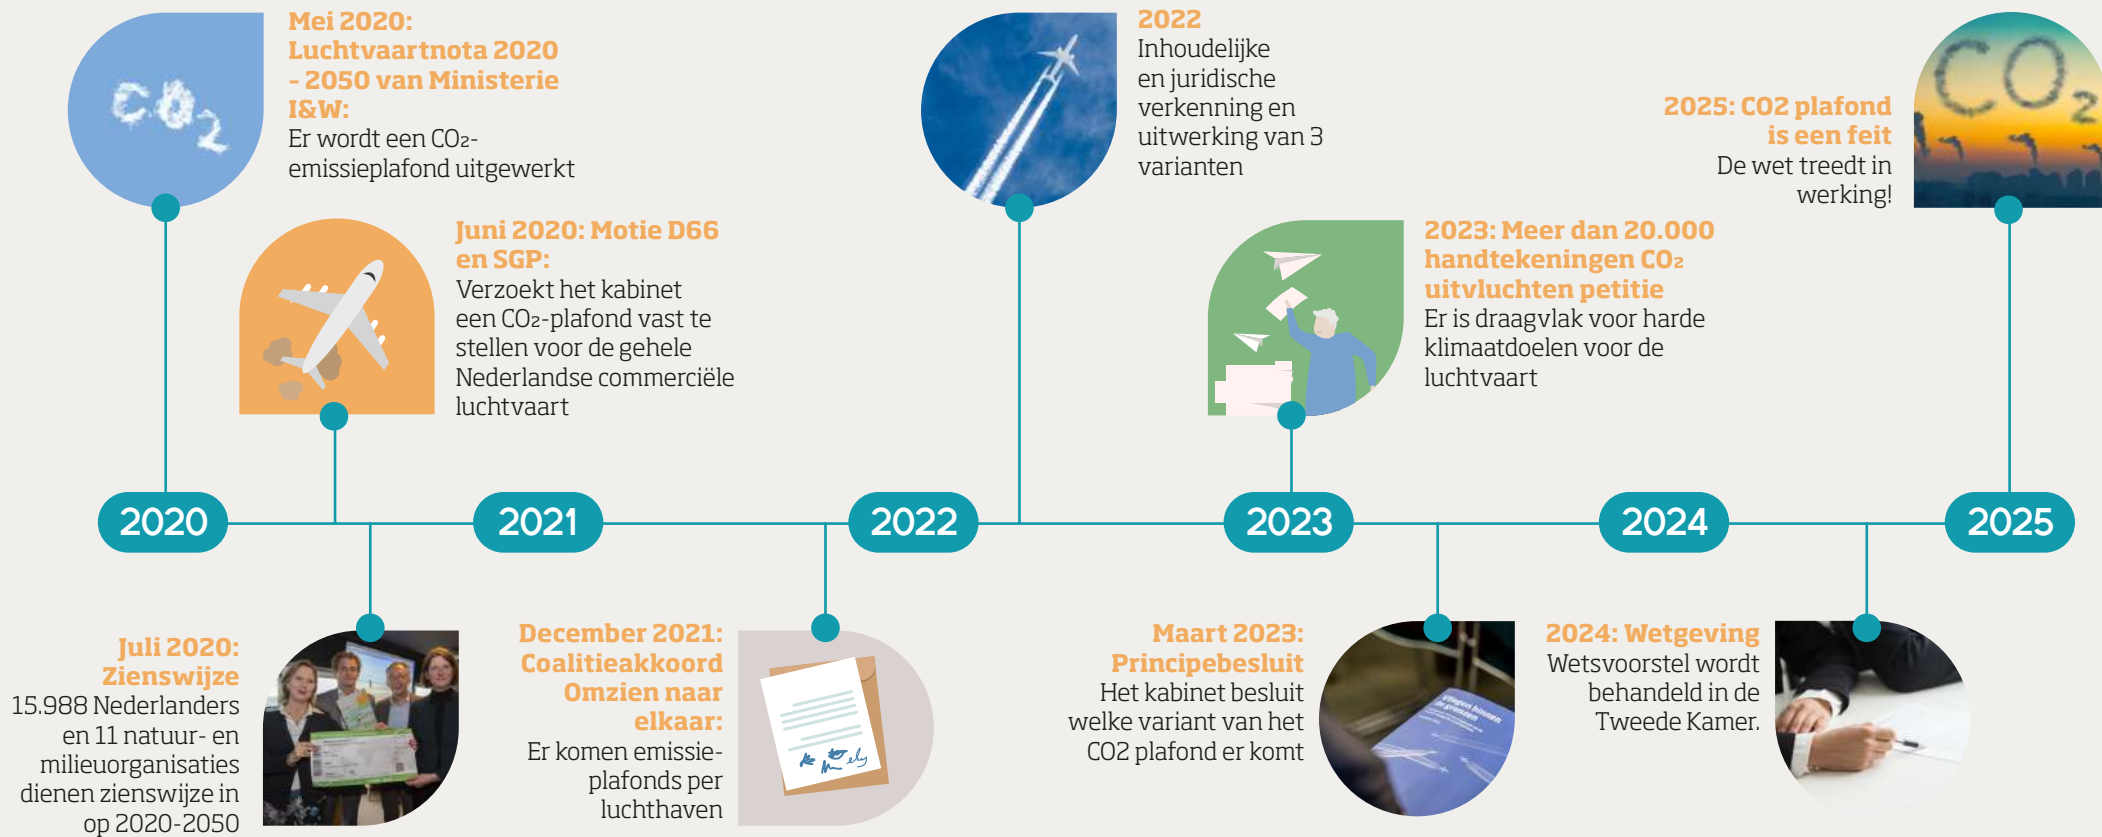 Mei 2020:
Luchtvaartnota 2020
– 2050 van Ministerie
I&W:
Er wordt een CO₂-
emissieplafond uitgewerkt
CO₂
Juni 2020: Motie D66
en SGP:
Verzoekt het kabinet
een CO₂-plafond vast te
stellen voor de gehele
Nederlandse commerciële
luchtvaart
2022
Inhoudelijke
en juridische
verkenning en
uitwerking van 3
varianten
2023: Meer dan 20.000
handtekeningen CO₂
uitvluchten petitie
Er is draagvlak voor harde
klimaatdoelen voor de
luchtvaart
2025: CO2 plafond
is een feit
De wet treedt in
werking!
CO₂
2020
2021
2022
2023
2024
2025
Juli 2020:
Zienswijze
15.988 Nederlanders
en 11 natuur- en
milieuorganisaties
dienen zienswijze in
op 2020-2050
December 2021:
Coalitieakkoord
Omzien naar
elkaar:
Er komen emissie-
plafonds per
luchthaven
Maart 2023:
Principebesluit
Het kabinet besluit
welke variant van het
CO2 plafond er komt
Vliegen binnen
de grenzen
2024: Wetgeving
Wetsvoorstel wordt
behandeld in de
Tweede Kamer.